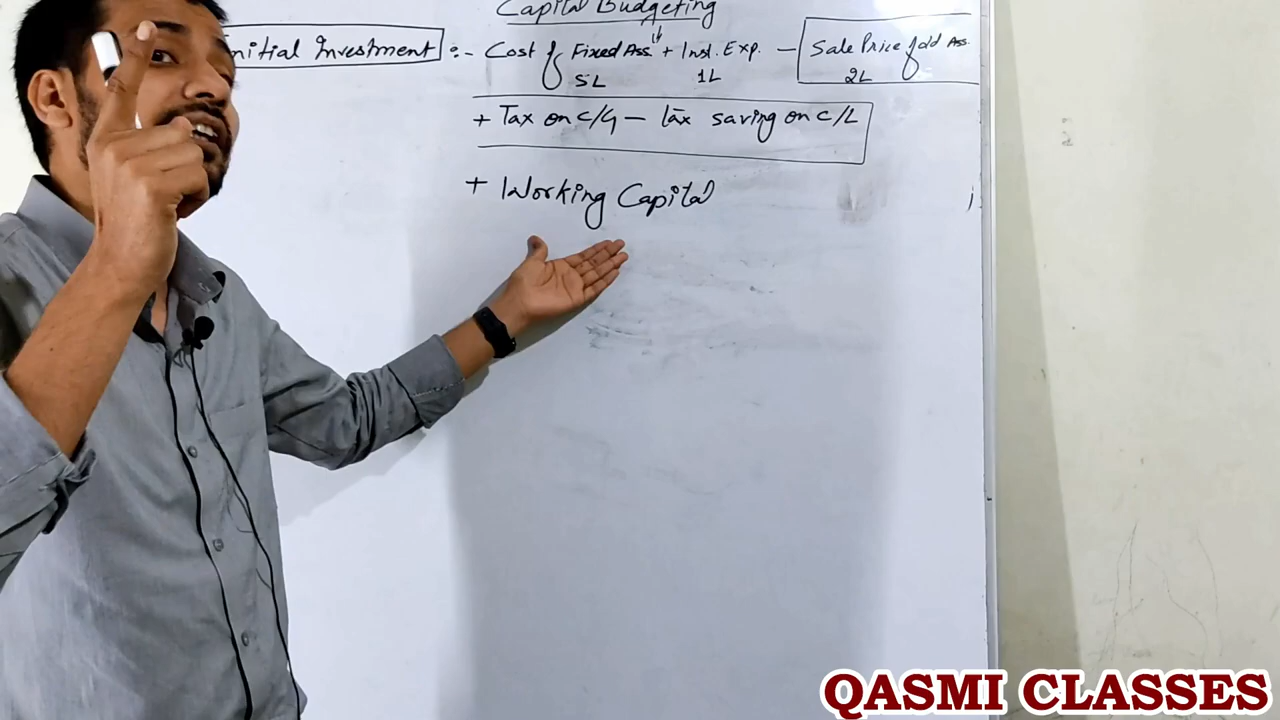 Capital Budgeting
Initial Investment :- Cost of Fixed Ass. + Inst. Exp. - Sale Price of old Ass.
5L 1L 2L
+ Tax on C/G - Tax saving on C/L
+ Working Capital
QASMI CLASSES